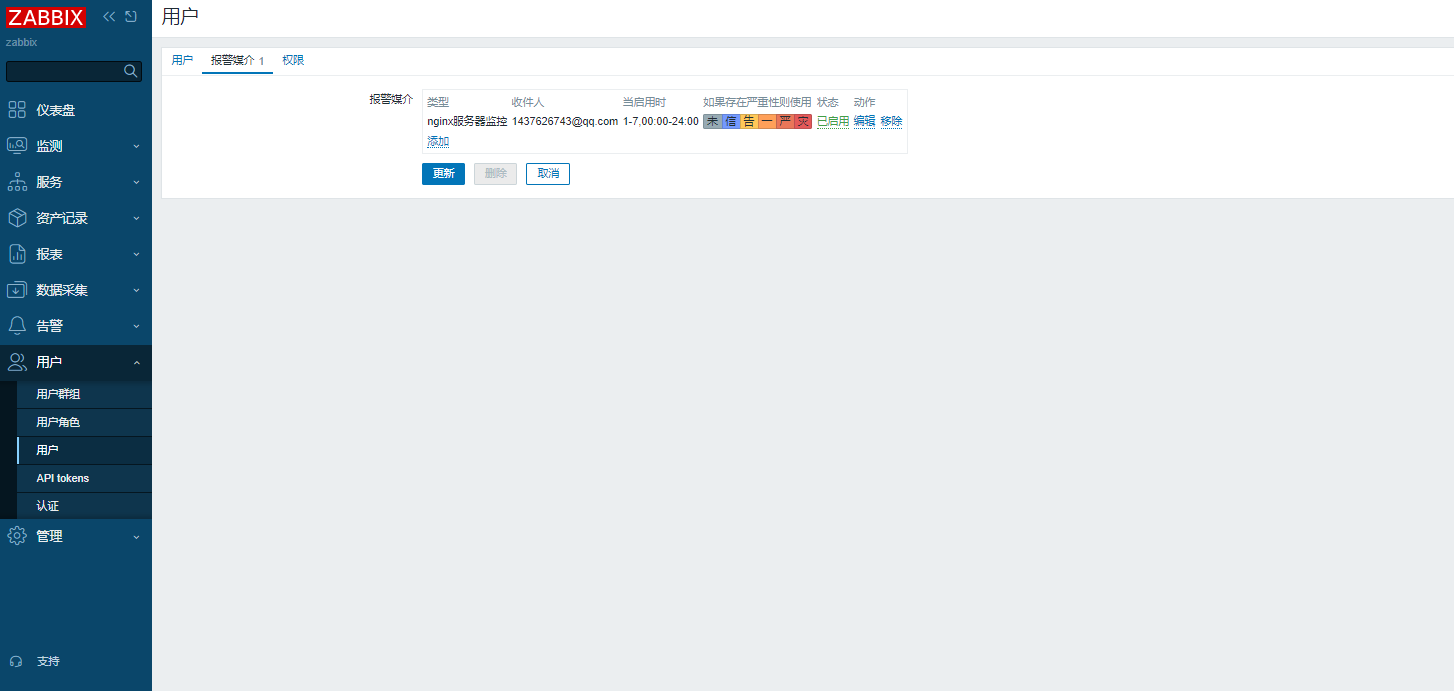 ZABBIX
zabbix
仪表盘
监测
服务
资产记录
报表
数据采集
告警
用户
用户群组
用户角色
用户
API tokens
认证
管理
支持
用户
用户 报警媒介 1 权限
报警媒介 类型 收件人 当启用时 如果存在严重性则使用 状态 动作
nginx服务器监控 1437626743@qq.com 1-7,00:00-24:00 未 信 告 一 严 灾 已启用 编辑 移除
添加
更新 删除 取消